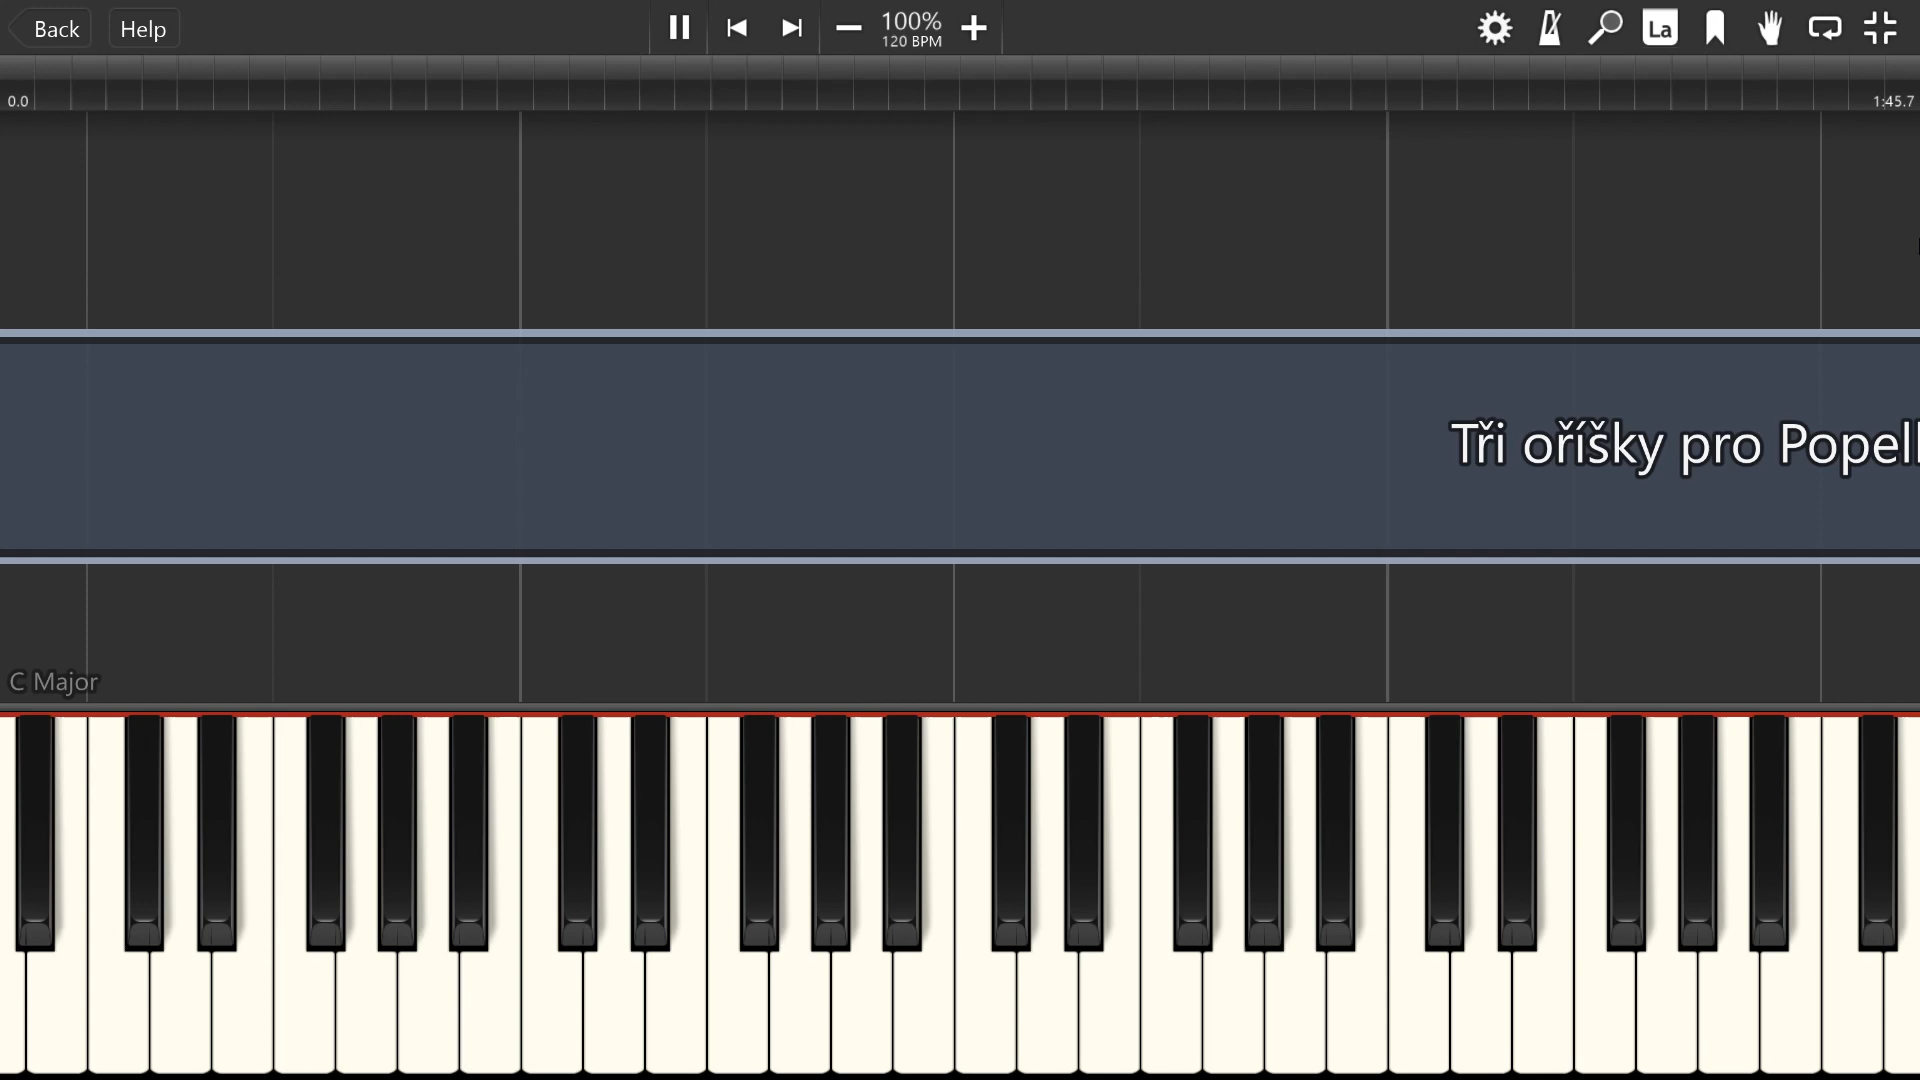 Back
Help
100%
120 BPM
La
0.0
1:45.7
Tři oříšky pro Popel
C Major